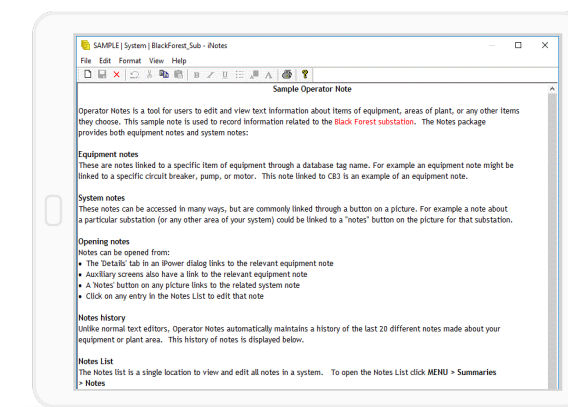 SAMPLE | System | BlackForest_Sub - iNotes
File Edit Format View Help
B I U A
Sample Operator Note
Operator Notes is a tool for users to edit and view text information about items of equipment, areas of plant, or any other items
they choose. This sample note is used to record information related to the Black Forest substation. The Notes package
provides both equipment notes and system notes:
Equipment notes
These are notes linked to a specific item of equipment through a database tag name. For example an equipment note might be
linked to a specific circuit breaker, pump, or motor. This note linked to CB3 is an example of an equipment note.
System notes
These notes can be accessed in many ways, but are commonly linked through a button on a picture. For example a note about
a particular substation (or any other area of your system) could be linked to a "notes" button on the picture for that substation.
Opening notes
Notes can be opened from:
• The 'Details' tab in an iPower dialog links to the relevant equipment note
• Auxiliary screens also have a link to the relevant equipment note
• A 'Notes' button on any picture links to the related system note
• Click on any entry in the Notes List to edit that note
Notes history
Unlike normal text editors, Operator Notes automatically maintains a history of the last 20 different notes made about your
equipment or plant area. This history of notes is displayed below.
Notes List
The Notes list is a single location to view and edit all notes in a system. To open the Notes List click MENU > Summaries
> Notes